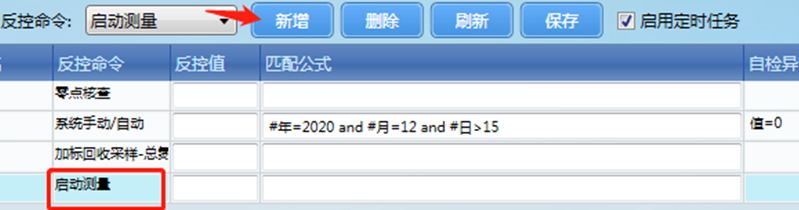 反控命令: 启动测量 新增 删除 刷新 保存 启用定时任务
反控命令 反控值 匹配公式 自检异
零点核查
系统手动/自动 #年=2020 and #月=12 and #日>15 值=0
加标回收采样-总氮
启动测量